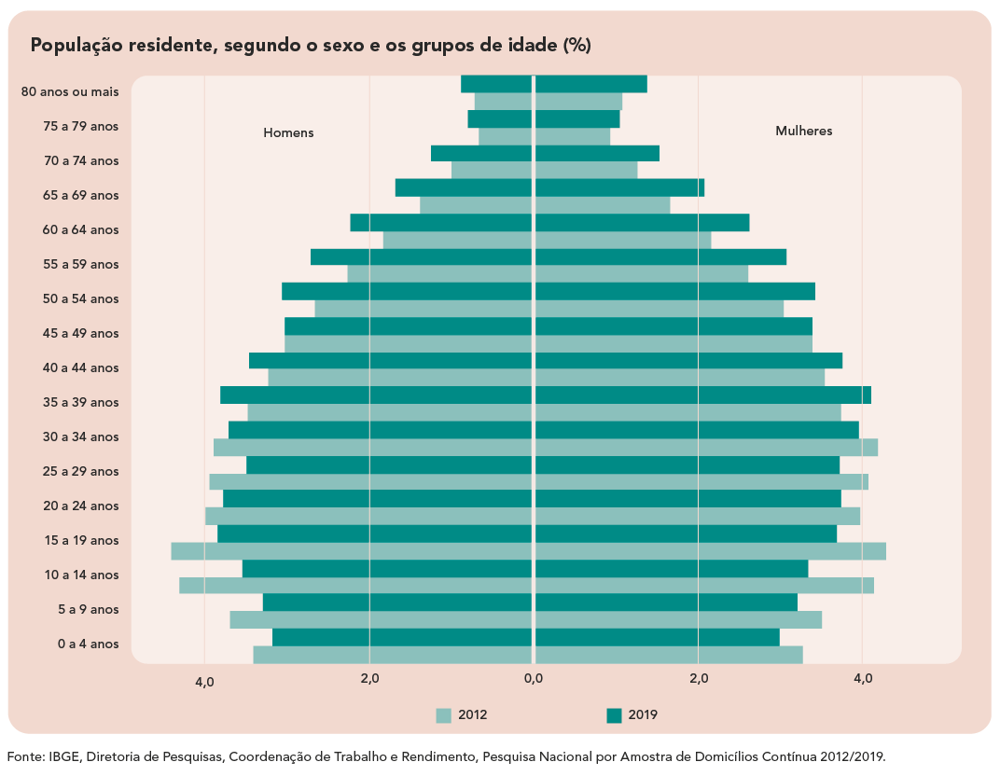 População residente, segundo o sexo e os grupos de idade (%)
80 anos ou mais
75 a 79 anos
Homens
Mulheres
70 a 74 anos
65 a 69 anos
60 a 64 anos
55 a 59 anos
50 a 54 anos
45 a 49 anos
40 a 44 anos
35 a 39 anos
30 a 34 anos
25 a 29 anos
20 a 24 anos
15 a 19 anos
10 a 14 anos
5 a 9 anos
0 a 4 anos
4,0 2,0 0,0 2,0 4,0
2012 2019
Fonte: IBGE, Diretoria de Pesquisas, Coordenação de Trabalho e Rendimento, Pesquisa Nacional por Amostra de Domicílios Contínua 2012/2019.